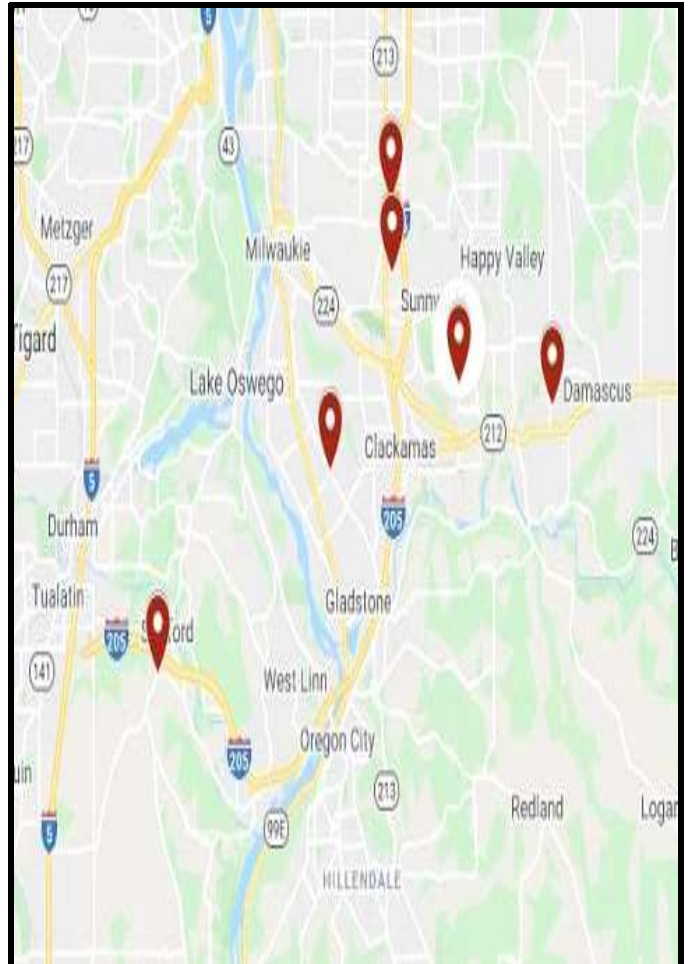 213
217
43
Metzger
Milwaukie
Happy Valley
217
224
Sunny
Tigard
Lake Oswego
Damascus
212
Clackamas
5
205
Durham
224
Tualatin
Gladstone
205
141
West Linn
Oregon City
205
213
Redland
5
99E
HILLENDALE